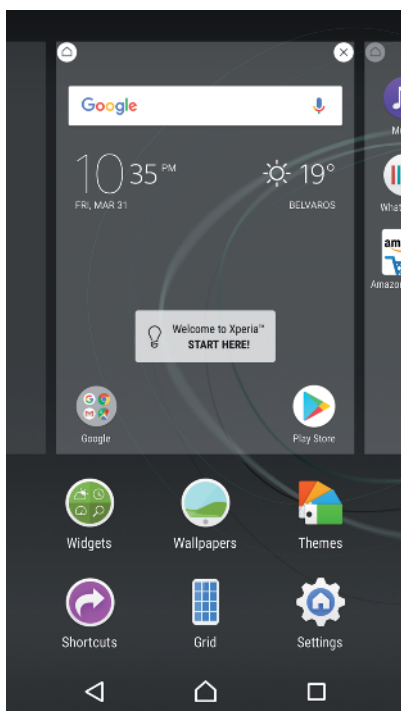 Google
10 35 PM
FRI, MAR 31
19°
BELVAROS
Welcome to Xperia™
START HERE!
Google
Play Store
Amazon
Widgets
Wallpapers
Themes
Shortcuts
Grid
Settings